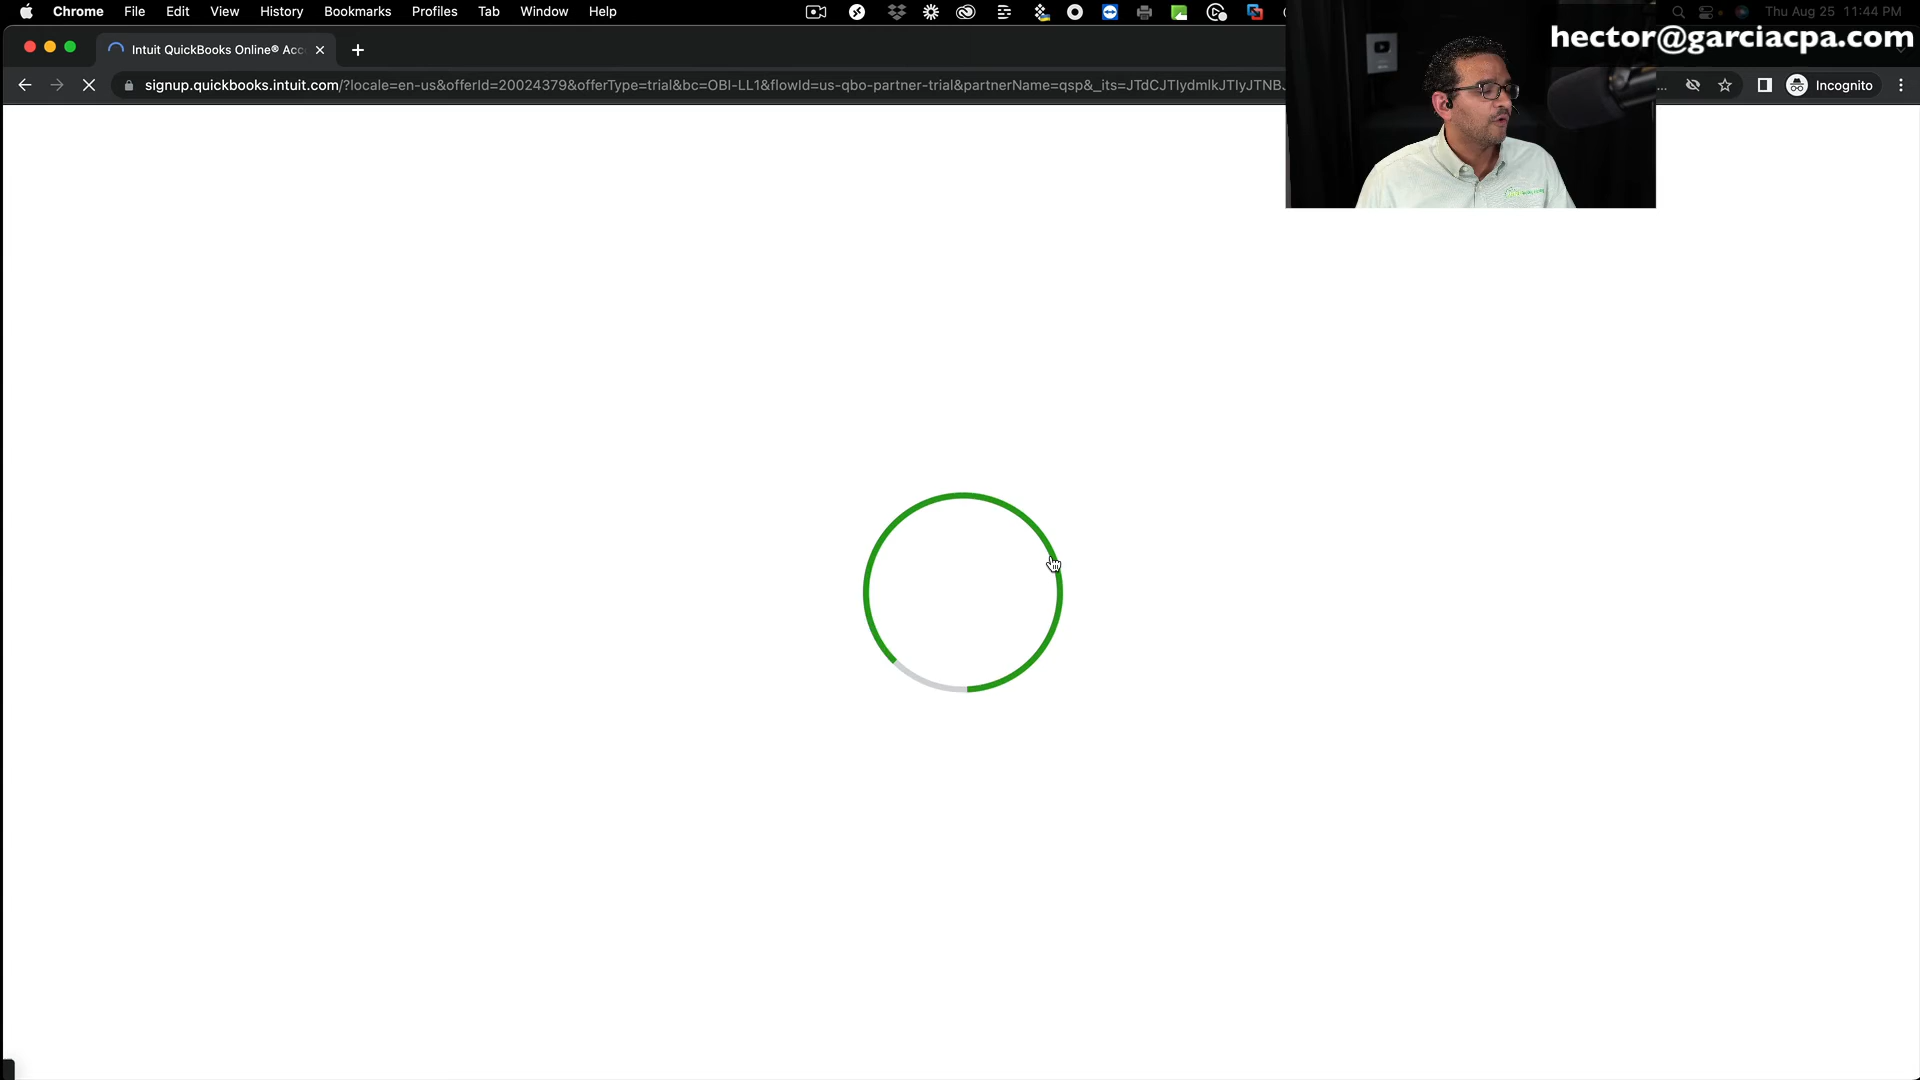 Chrome File Edit View History Bookmarks Profiles Tab Window Help
Thu Aug 25 11:44 PM
hector@garciacpa.com
Intuit QuickBooks Online® Acc
signup.quickbooks.intuit.com/?locale=en-us&offerId=20024379&offerType=trial&bc=OBI-LL1&flowId=us-qbo-partner-trial&partnerName=qsp&_its=JTdCJTIydmlkJTIyJTNBJ
...
Incognito